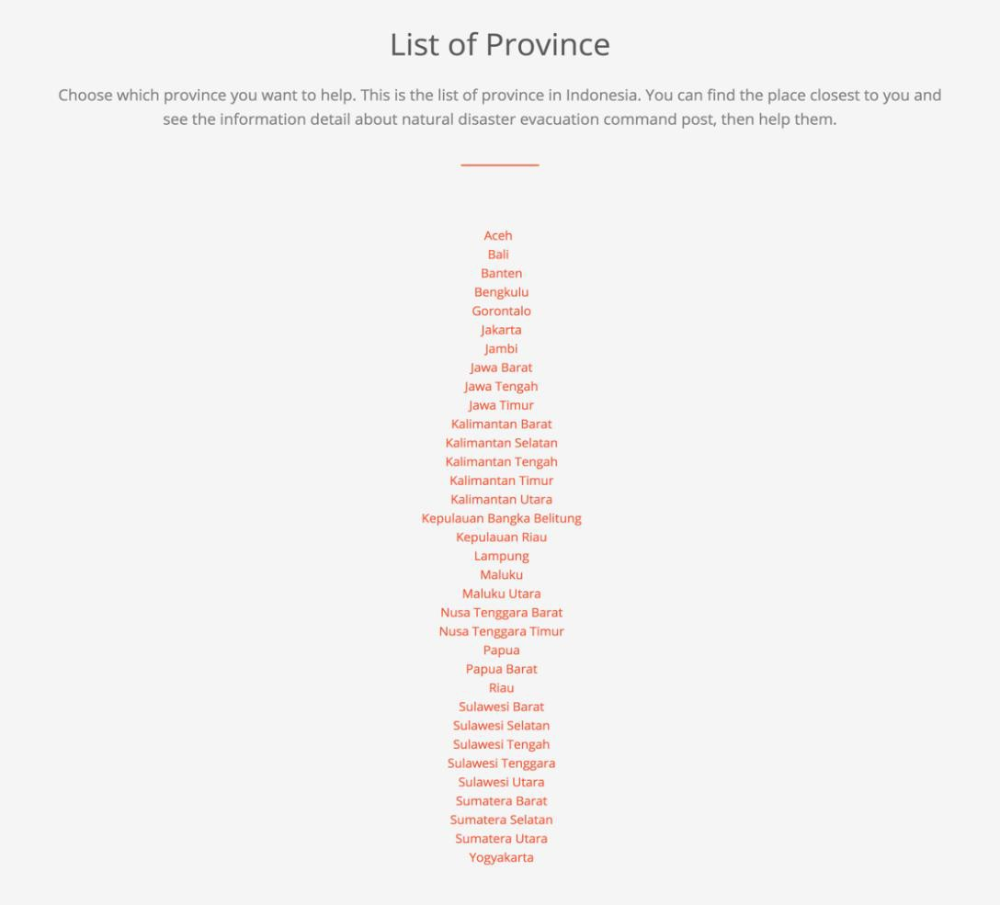 List of Province
Choose which province you want to help. This is the list of province in Indonesia. You can find the place closest to you and
see the information detail about natural disaster evacuation command post, then help them.
Aceh
Bali
Banten
Bengkulu
Gorontalo
Jakarta
Jambi
Jawa Barat
Jawa Tengah
Jawa Timur
Kalimantan Barat
Kalimantan Selatan
Kalimantan Tengah
Kalimantan Timur
Kalimantan Utara
Kepulauan Bangka Belitung
Kepulauan Riau
Lampung
Maluku
Maluku Utara
Nusa Tenggara Barat
Nusa Tenggara Timur
Papua
Papua Barat
Riau
Sulawesi Barat
Sulawesi Selatan
Sulawesi Tengah
Sulawesi Tenggara
Sulawesi Utara
Sumatera Barat
Sumatera Selatan
Sumatera Utara
Yogyakarta